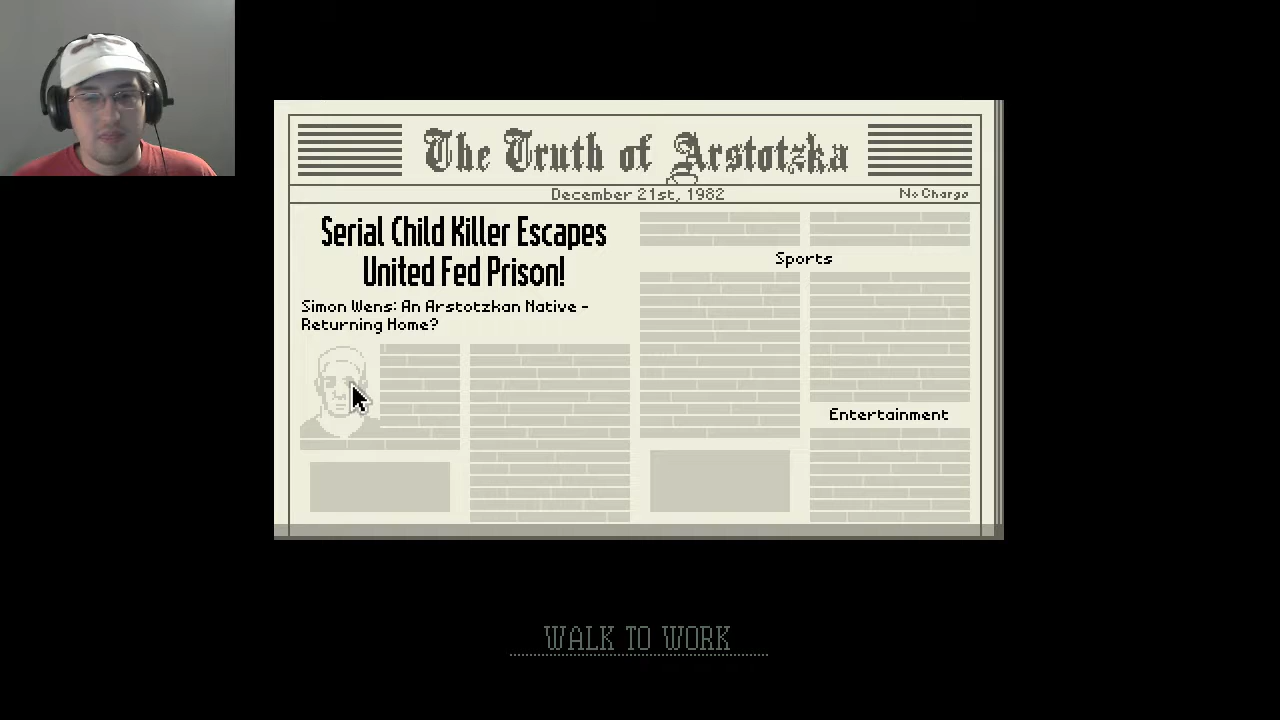 The Truth of Arstotzka
December 21st, 1982
No Charge
Serial Child Killer Escapes
United Fed Prison!
Simon Wens: An Arstotzkan Native -
Returning Home?
Sports
Entertainment
WALK TO WORK